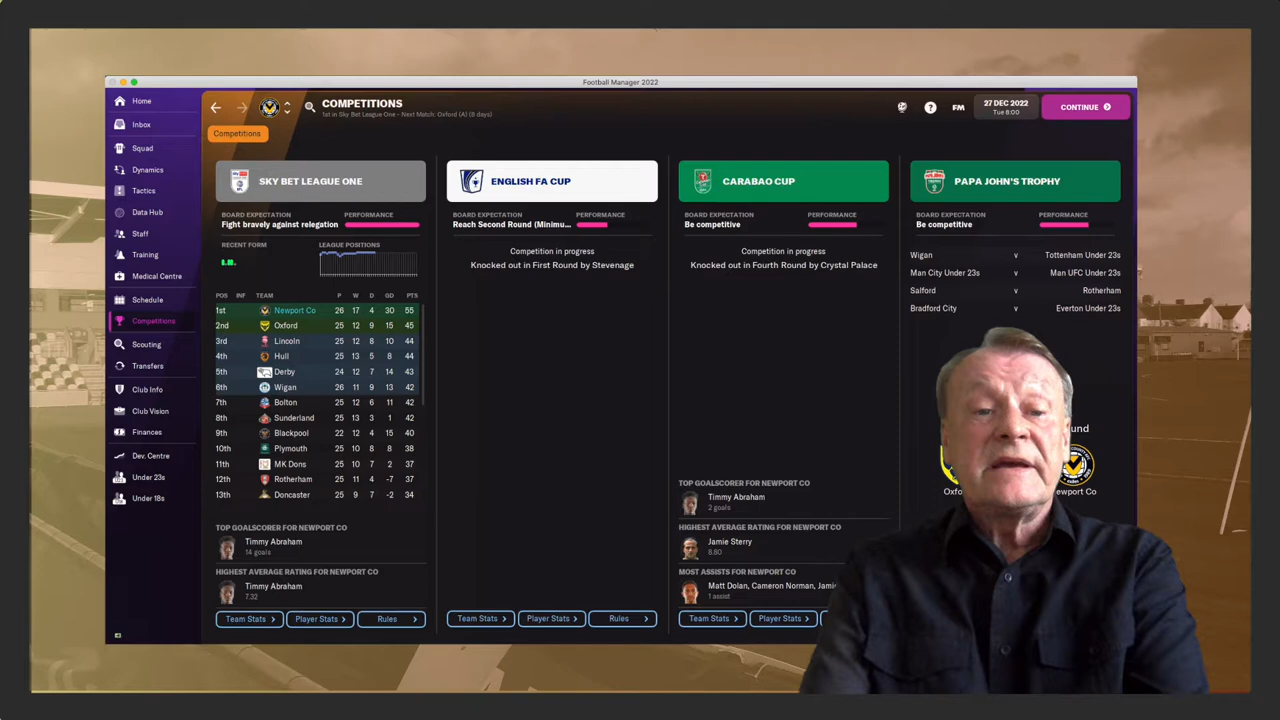 Football Manager 2022
Home
Inbox
Squad
Dynamics
Tactics
Data Hub
Staff
Training
Medical Centre
Schedule
Competitions
Scouting
Transfers
Club Info
Club Vision
Finances
Dev. Centre
Under 23s
Under 18s
COMPETITIONS
1st in Sky Bet League One - Next Match: Oxford (A) (8 days)
FM
27 DEC 2022
Tue 8:00
CONTINUE
Competitions
SKY BET LEAGUE ONE
BOARD EXPECTATION PERFORMANCE
Fight bravely against relegation
RECENT FORM LEAGUE POSITIONS
POS INF TEAM P W D GD PTS
1st Newport Co 26 17 4 30 55
2nd Oxford 25 12 9 15 45
3rd Lincoln 25 12 8 10 44
4th Hull 25 13 5 8 44
5th Derby 24 12 7 14 43
6th Wigan 26 11 9 13 42
7th Bolton 25 12 6 11 42
8th Sunderland 25 13 3 1 42
9th Blackpool 22 12 4 15 40
10th Plymouth 25 10 8 8 38
11th MK Dons 25 10 7 2 37
12th Rotherham 25 11 4 -7 37
13th Doncaster 25 9 7 -2 34
TOP GOALSCORER FOR NEWPORT CO
Timmy Abraham
14 goals
HIGHEST AVERAGE RATING FOR NEWPORT CO
Timmy Abraham
7.32
Team Stats Player Stats Rules
ENGLISH FA CUP
BOARD EXPECTATION PERFORMANCE
Reach Second Round (Minimu...
Competition in progress
Knocked out in First Round by Stevenage
Team Stats Player Stats Rules
CARABAO CUP
BOARD EXPECTATION PERFORMANCE
Be competitive
Competition in progress
Knocked out in Fourth Round by Crystal Palace
TOP GOALSCORER FOR NEWPORT CO
Timmy Abraham
2 goals
HIGHEST AVERAGE RATING FOR NEWPORT CO
Jamie Sterry
8.80
MOST ASSISTS FOR NEWPORT CO
Matt Dolan, Cameron Norman, Jamie
1 assist
Team Stats Player Stats
PAPA JOHN'S TROPHY
BOARD EXPECTATION PERFORMANCE
Be competitive
Wigan v Tottenham Under 23s
Man City Under 23s v Man UFC Under 23s
Salford v Rotherham
Bradford City v Everton Under 23s
Newport Co